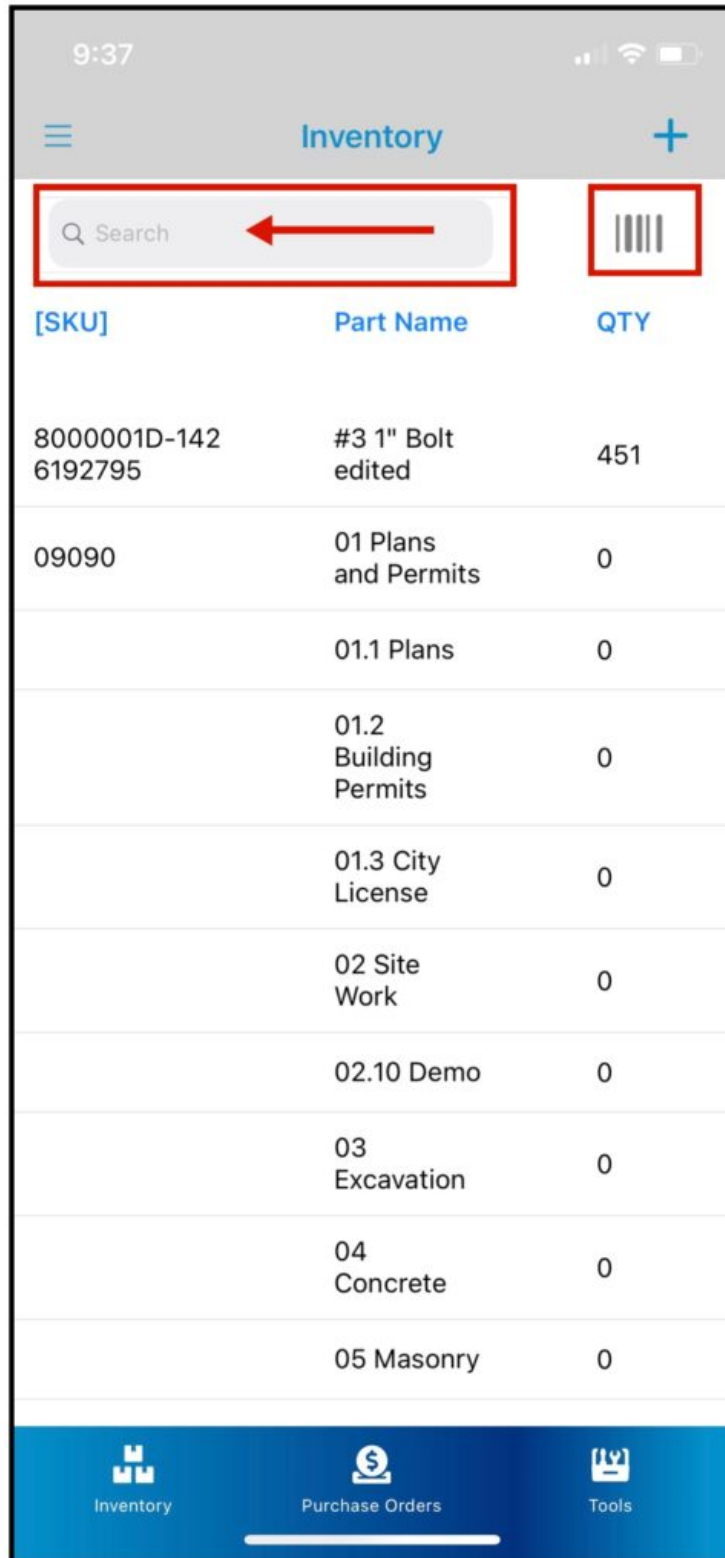 9:37
Inventory
Search
[SKU] Part Name QTY
8000001D-142
6192795
#3 1" Bolt
edited
451
09090
01 Plans
and Permits
0
01.1 Plans 0
01.2
Building
Permits
0
01.3 City
License
0
02 Site
Work
0
02.10 Demo 0
03
Excavation
0
04
Concrete
0
05 Masonry 0
Inventory Purchase Orders Tools